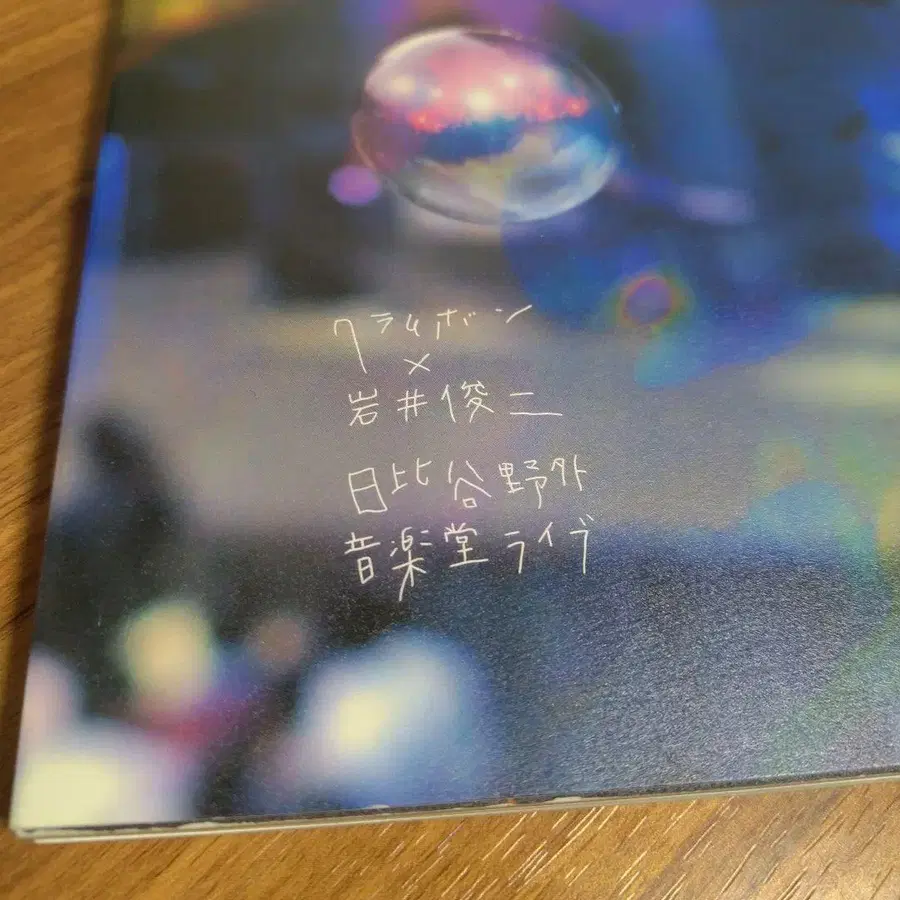 クラムボン
×
岩井俊二
日比谷野外
音楽堂ライブ